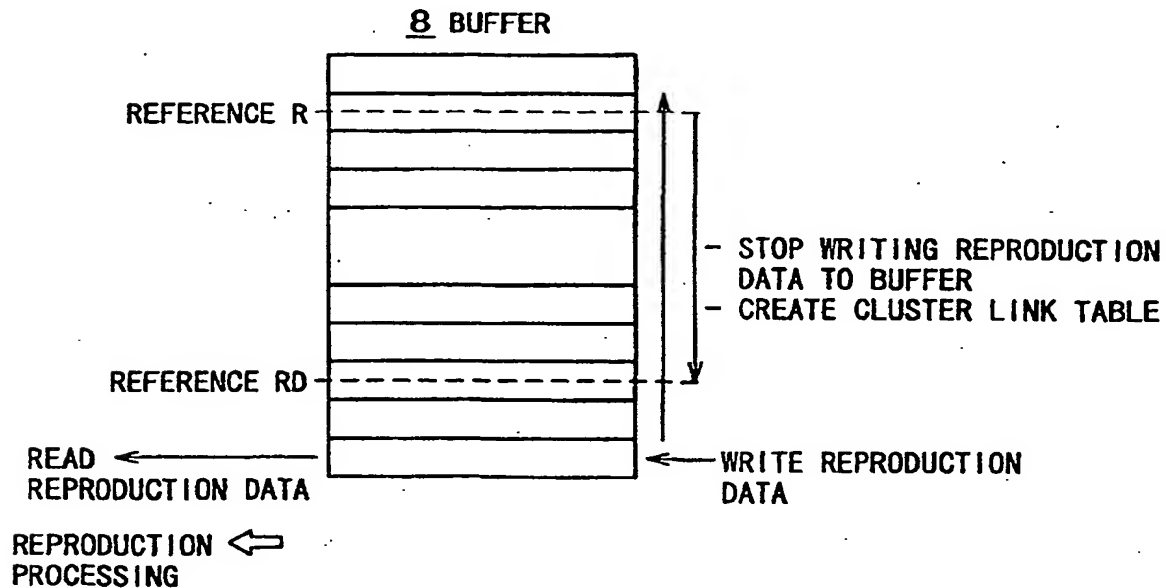 8 BUFFER
REFERENCE R
- STOP WRITING REPRODUCTION
DATA TO BUFFER
- CREATE CLUSTER LINK TABLE
REFERENCE RD
READ
REPRODUCTION DATA
WRITE REPRODUCTION
DATA
REPRODUCTION
PROCESSING